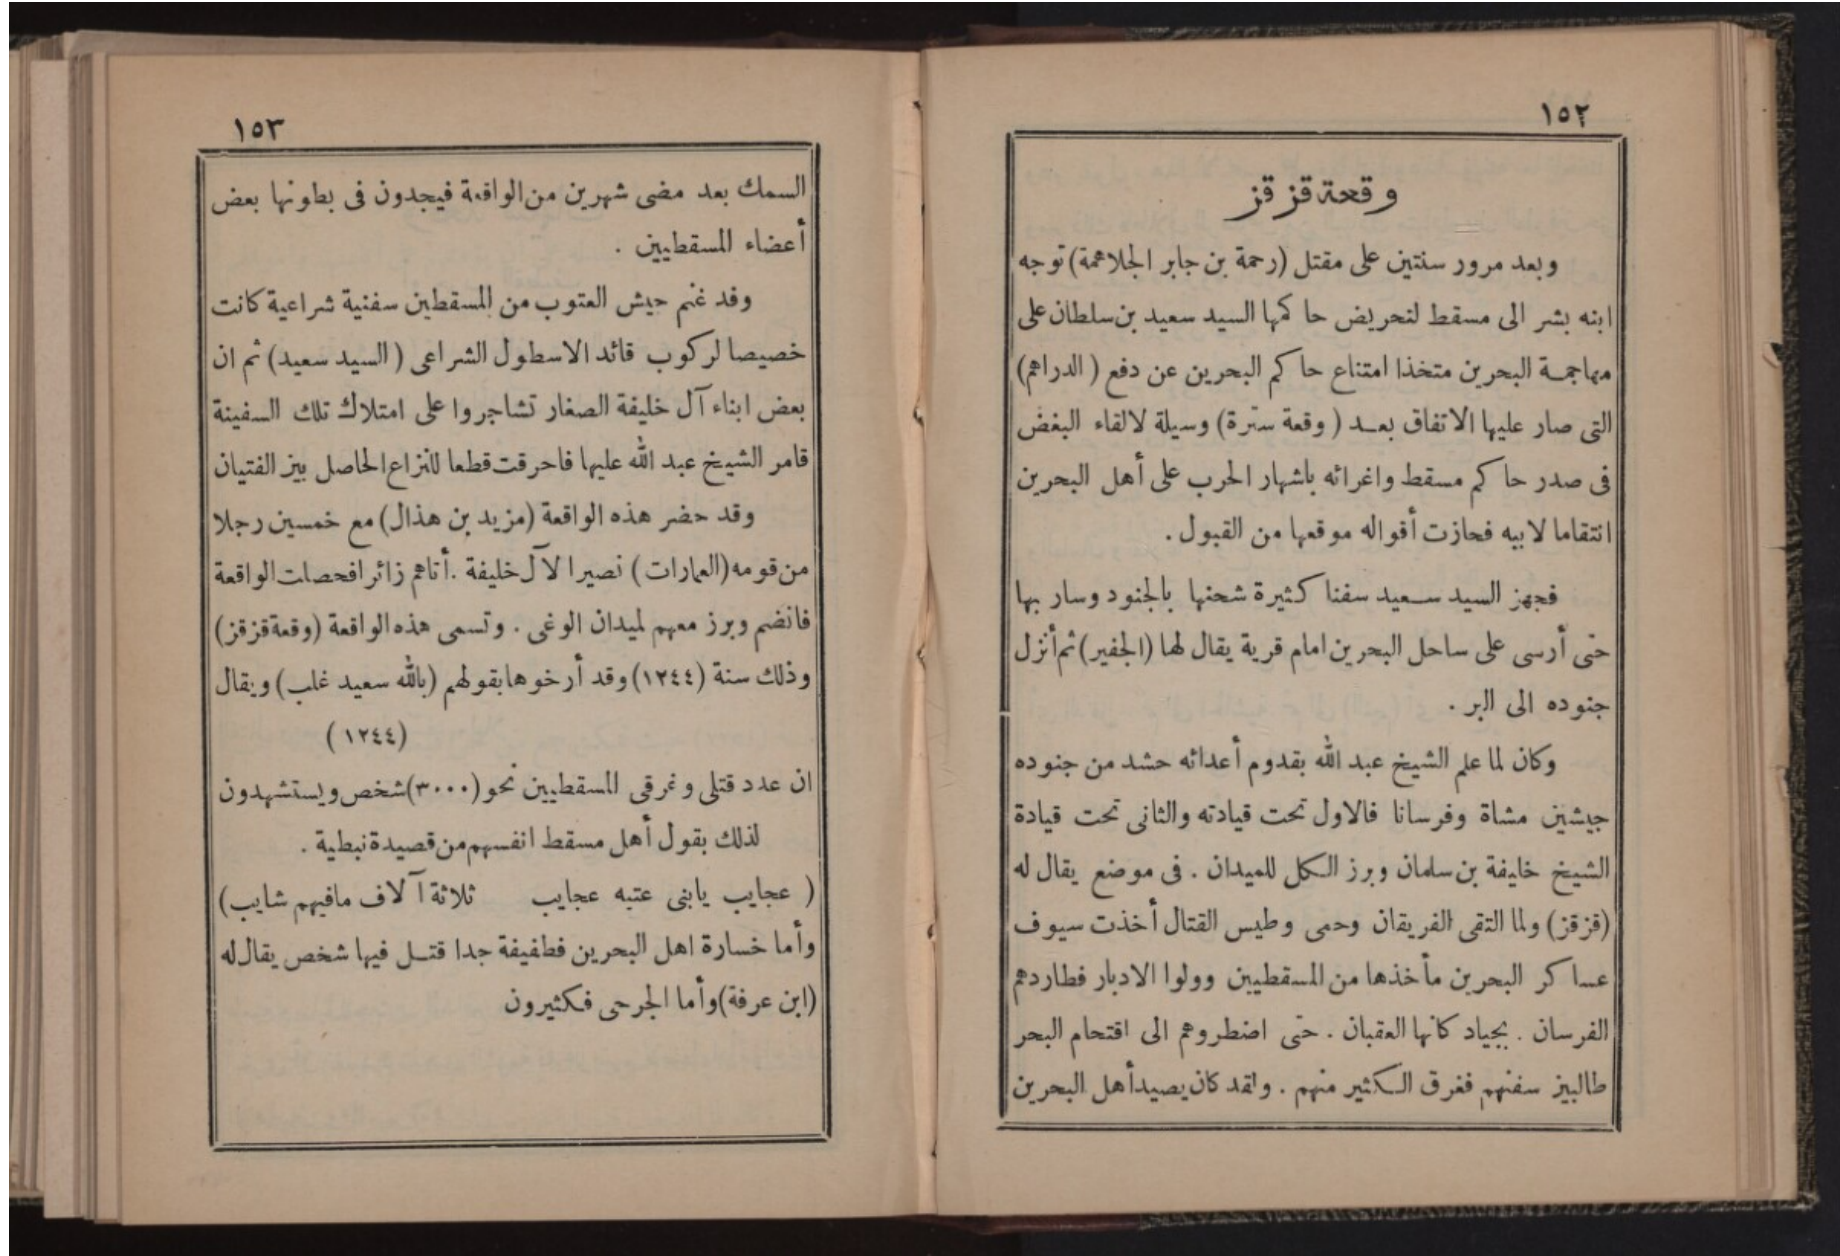 ١٥٢
وقعة قزقز
وبعد مرور سنتين على مقتل (رحمة بن جابر الجلاهمة) توجه
ابنه بشر الى مسقط لتحريض حاكمها السيد سعيد بن سلطان على
مهاجمة البحرين متخذا امتناع حاكم البحرين عن دفع (الدراهم)
التى صار عليها الاتفاق بعد (وقعة سترة) وسيلة لالقاء البغض
فى صدر حاكم مسقط واغرائه باشهار الحرب على أهل البحرين
انتقاما لابيه فحازت أقواله موقعها من القبول .
فجهز السيد سعيد سفنا كثيرة شحنها بالجنود وسار بها
حتى أرسى على ساحل البحرين امام قرية يقال لها (الجفير) ثم أنزل
جنوده الى البر .
وكان لما علم الشيخ عبد الله بقدوم أعدائه حشد من جنوده
جيشين مشاة وفرسانا فالاول تحت قيادته والثانى تحت قيادة
الشيخ خليفة بن سلمان وبرز الكل للميدان . فى موضع يقال له
(قزقز) ولما التقى الفريقان وحمى وطيس القتال أخذت سيوف
عساكر البحرين مأخذها من المسقطيين وولوا الادبار فطاردهم
الفرسان . بجياد كانها العقبان . حتى اضطروهم الى اقتحام البحر
طالبين سفنهم فغرق الكثير منهم . ولقد كان يصيد أهل البحرين
١٥٣
السمك بعد مضى شهرين من الواقعة فيجدون فى بطونها بعض
أعضاء المسقطيين .
وقد غنم جيش العتوب من المسقطين سفنية شراعية كانت
خصيصا لركوب قائد الاسطول الشراعى (السيد سعيد) ثم ان
بعض ابناء آل خليفة الصغار تشاجروا على امتلاك تلك السفينة
قامر الشيخ عبد الله عليها فاحرقت قطعا للنزاع الحاصل بين الفتيان
وقد حضر هذه الواقعة (مزيد بن هذال) مع خمسين رجلا
من قومه (العمارات) نصيرا لآل خليفة . أتاهم زائرا فحصلت الواقعة
فانضم وبرز معهم لميدان الوغى . وتسمى هذه الواقعة (وقعة قزقز)
وذلك سنة (١٢٤٤) وقد أرخوها بقولهم (بالله سعيد غلب) ويقال
(١٢٤٤)
ان عدد قتلى وغرقى المسقطيين نحو (٣٠٠٠) شخص ويستشهدون
لذلك بقول أهل مسقط انفسهم من قصيدة نبطية .
( عجايب يابنى عتبه عجايب ثلاثة آلاف مافيهم شايب)
وأما خسارة اهل البحرين فطفيفة جدا قتل فيها شخص يقال له
(ابن عرفة) وأما الجرحى فكثيرون